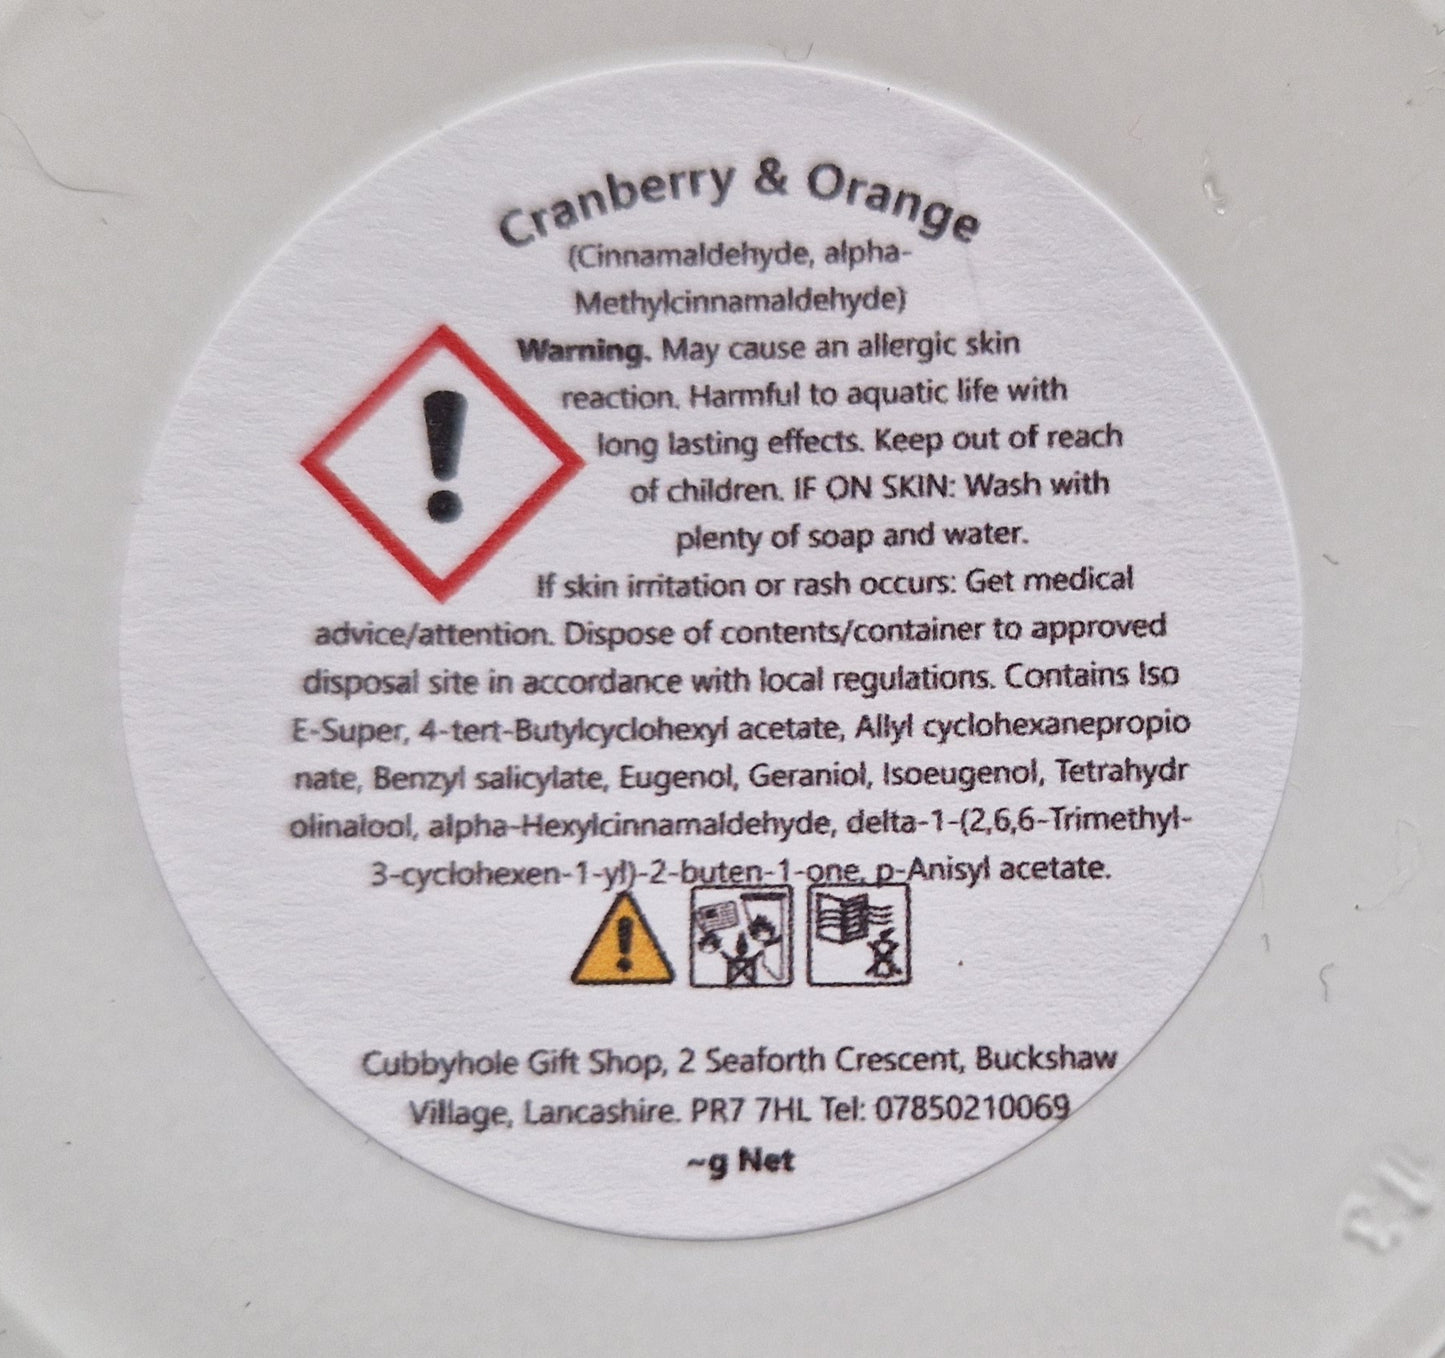 Cranberry & Orange
(Cinnamaldehyde, alpha-
Methylcinnamaldehyde)
Warning. May cause an allergic skin
reaction. Harmful to aquatic life with
long lasting effects. Keep out of reach
of children. IF ON SKIN: Wash with
plenty of soap and water.
If skin irritation or rash occurs: Get medical
advice/attention. Dispose of contents/container to approved
disposal site in accordance with local regulations. Contains Iso
E-Super, 4-tert-Butylcyclohexyl acetate, Allyl cyclohexanepropio
nate, Benzyl salicylate, Eugenol, Geraniol, Isoeugenol, Tetrahydr
olinalool, alpha-Hexylcinnamaldehyde, delta-1-(2,6,6-Trimethyl-
3-cyclohexen-1-yl)-2-buten-1-one, p-Anisyl acetate.
Cubbyhole Gift Shop, 2 Seaforth Crescent, Buckshaw
Village, Lancashire. PR7 7HL Tel: 07850210069
~g Net